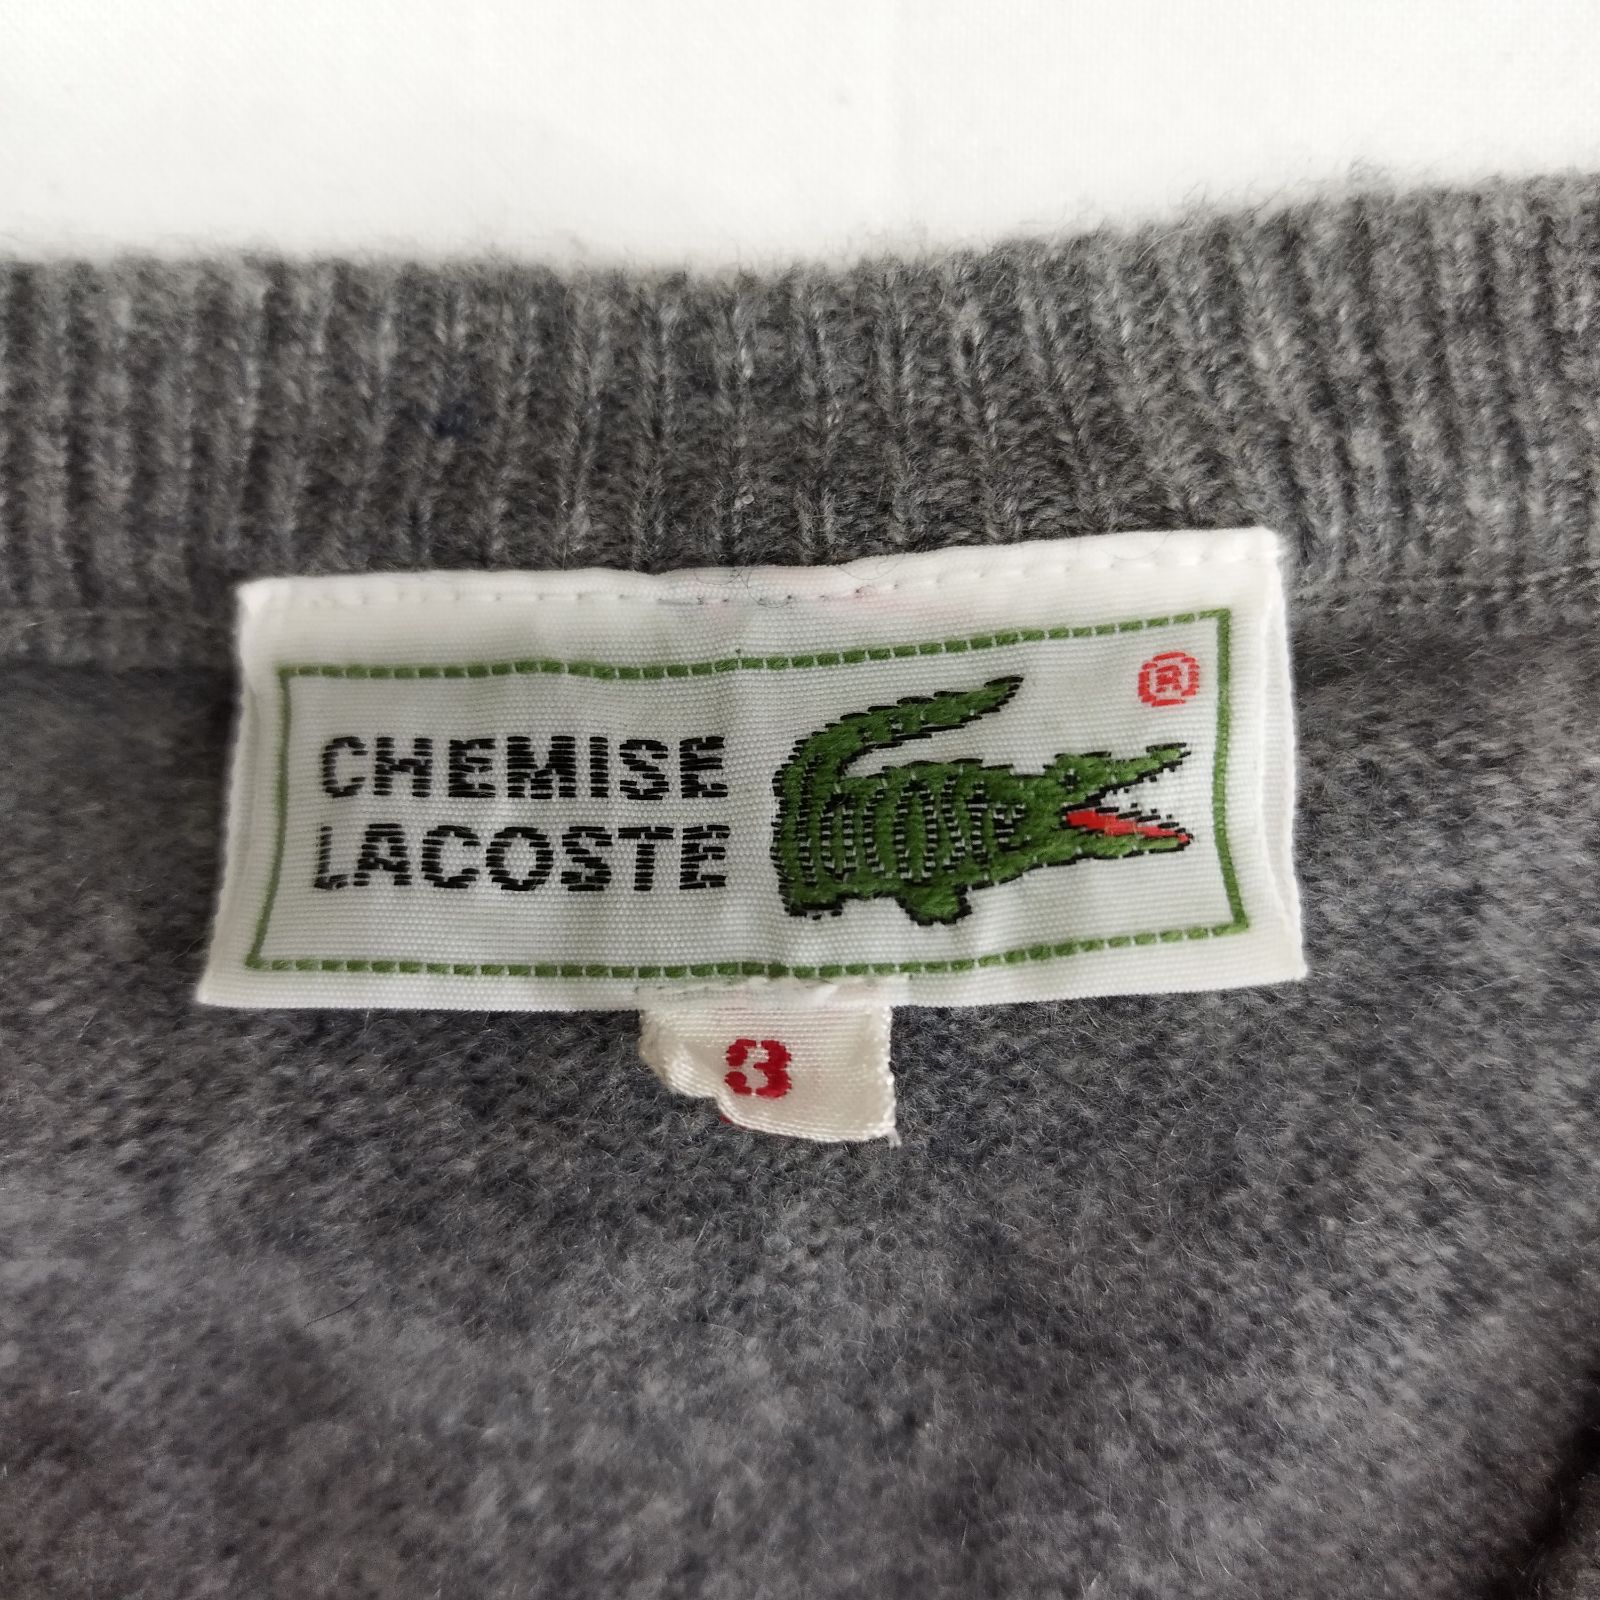 CHEMISE
LACOSTE
®
3